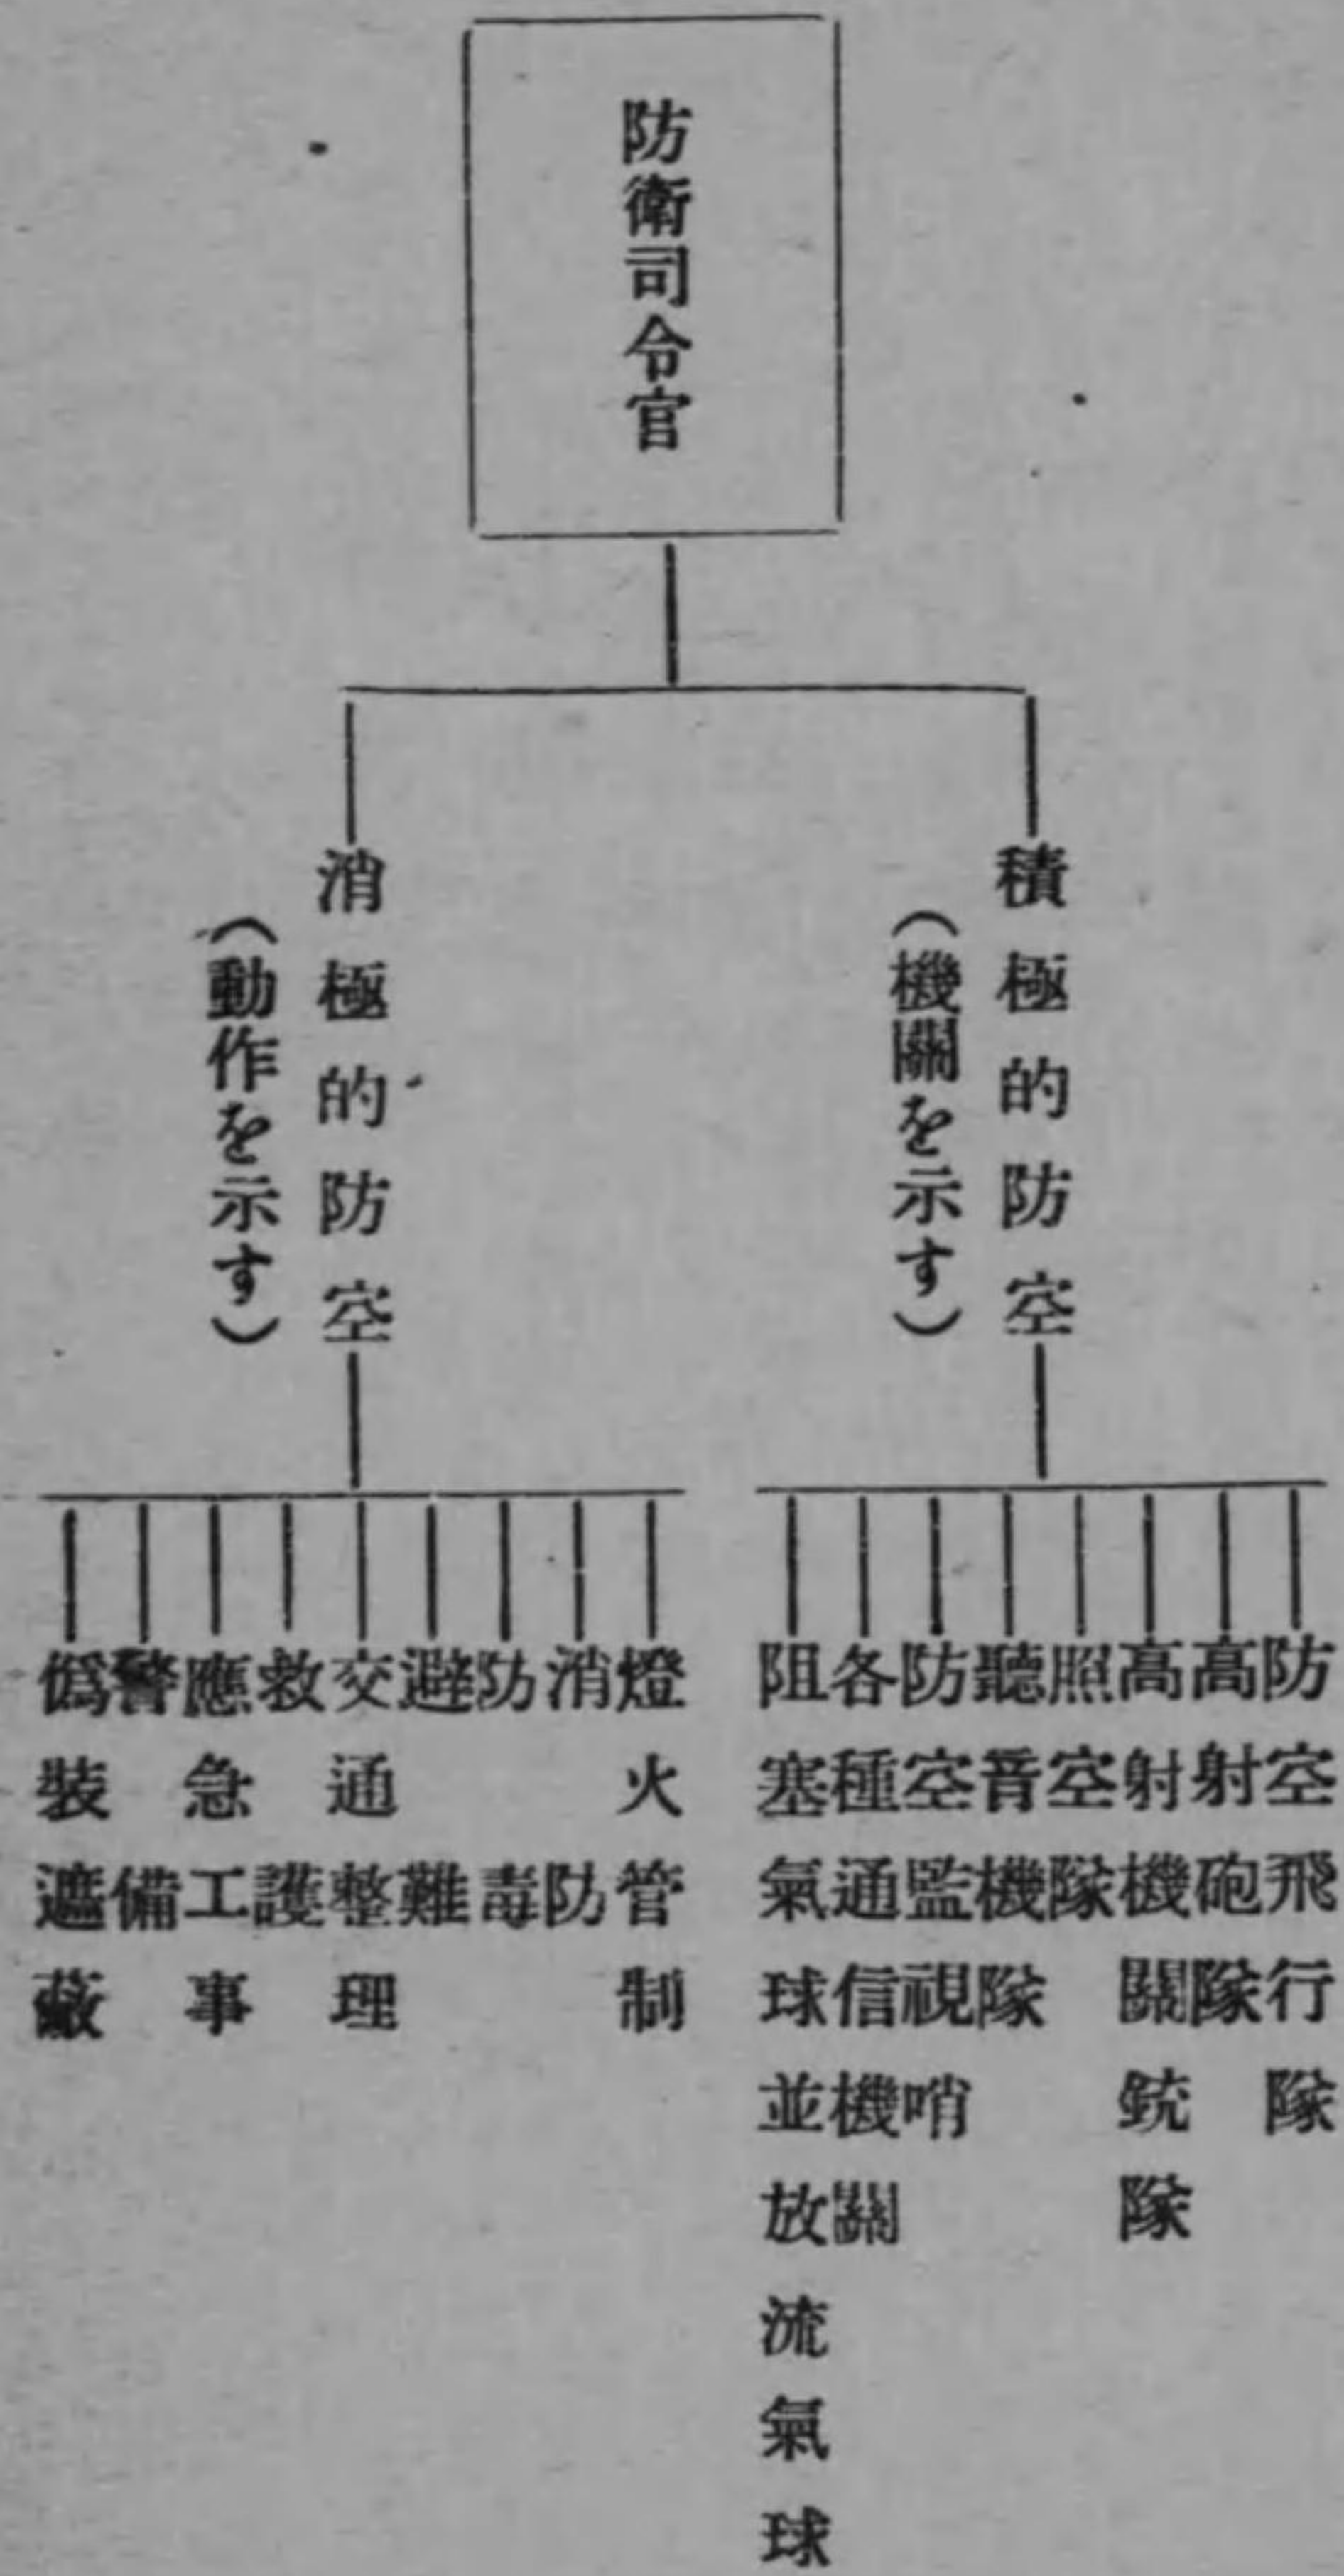 防衛司令官
積極的防空
（機關を示す）
防空飛行隊
高射砲隊
高射機關銃隊
照空隊
聽音機隊
防空監視哨
各種通信機關
阻塞氣球並放流氣球
消極的防空
（動作を示す）
燈火管制
消防
防毒
避難
交通整理
救護
應急工事
警備
僞裝遮蔽